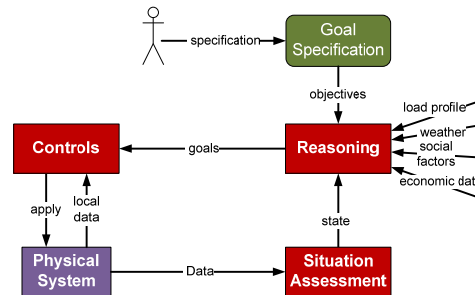 Goal
Specification
specification
objectives
load profile
weather
social
factors
economic dat
Controls
goals
Reasoning
apply
local
data
state
Physical
System
Data
Situation
Assessment